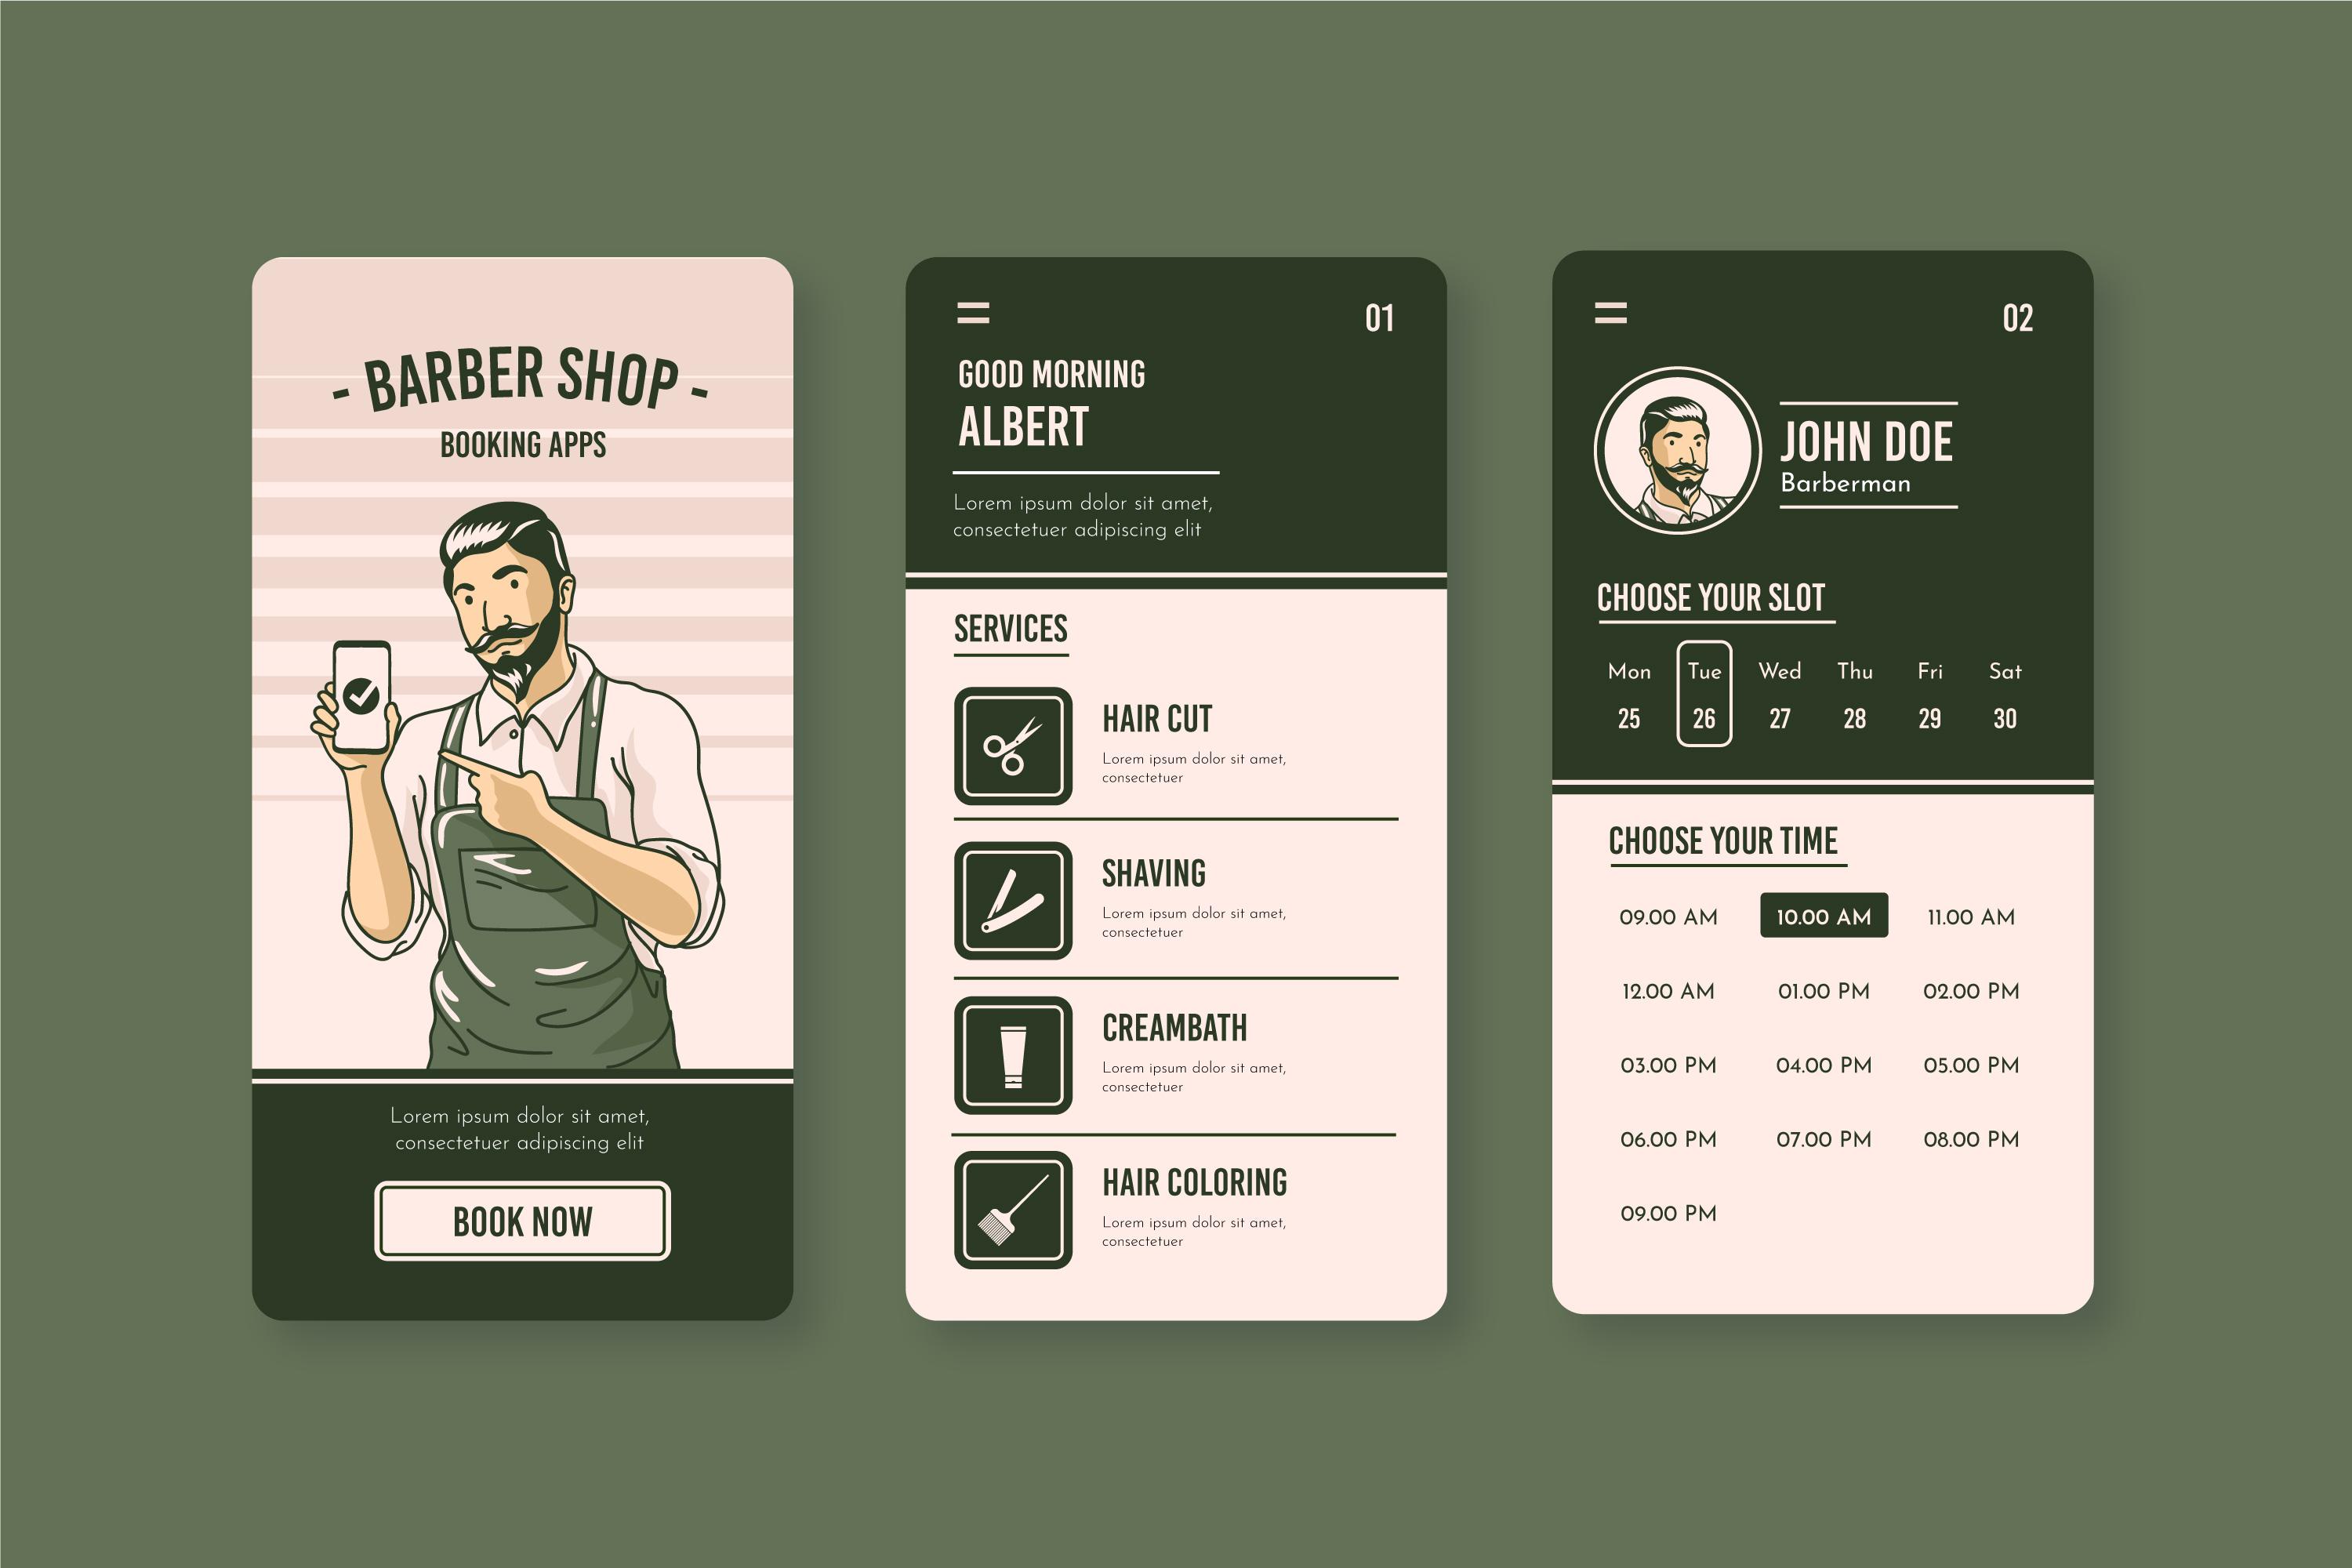 - BARBER SHOP -
BOOKING APPS
Lorem ipsum dolor sit amet,
consectetuer adipiscing elit
BOOK NOW
01
GOOD MORNING
ALBERT
Lorem ipsum dolor sit amet,
consectetuer adipiscing elit
SERVICES
HAIR CUT
Lorem ipsum dolor sit amet,
consectetuer
SHAVING
Lorem ipsum dolor sit amet,
consectetuer
CREAMBATH
Lorem ipsum dolor sit amet,
consectetuer
HAIR COLORING
Lorem ipsum dolor sit amet,
consectetuer
02
JOHN DOE
Barberman
CHOOSE YOUR SLOT
Mon Tue Wed Thu Fri Sat
25 26 27 28 29 30
CHOOSE YOUR TIME
09.00 AM 10.00 AM 11.00 AM
12.00 AM 01.00 PM 02.00 PM
03.00 PM 04.00 PM 05.00 PM
06.00 PM 07.00 PM 08.00 PM
09.00 PM